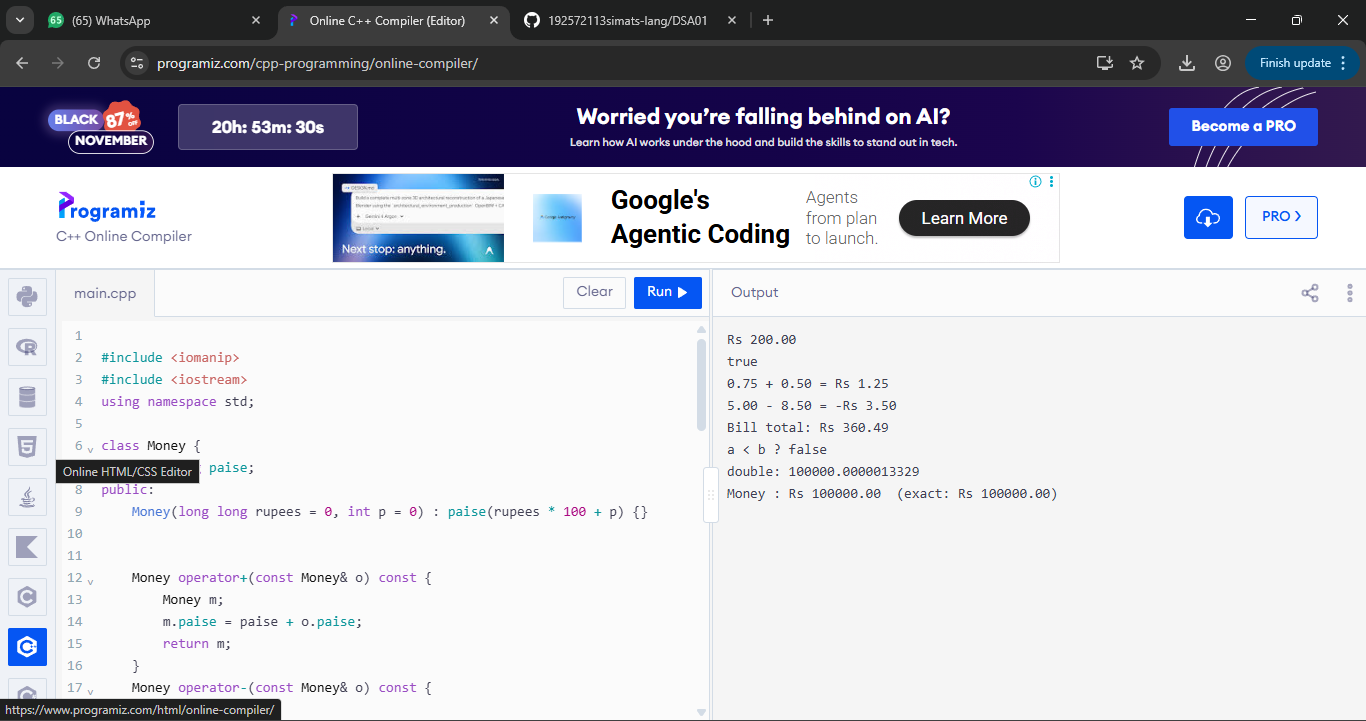 65 (65) WhatsApp
Online C++ Compiler (Editor)
192572113simats-lang/DSA01
programiz.com/cpp-programming/online-compiler/
Finish update
BLACK 87% OFF
NOVEMBER
20h: 53m: 30s
Worried you're falling behind on AI?
Learn how AI works under the hood and build the skills to stand out in tech.
Become a PRO
Programiz
C++ Online Compiler
Next stop: anything.
Google's
Agentic Coding
Agents
from plan
to launch.
Learn More
PRO
main.cpp
Clear
Run
Output
1
2 #include <iomanip>
3 #include <iostream>
4 using namespace std;
5
6 class Money {
Online HTML/CSS Editor
paise;
8 public:
9 Money(long long rupees = 0, int p = 0) : paise(rupees * 100 + p) {}
10
11
12 Money operator+(const Money& o) const {
13 Money m;
14 m.paise = paise + o.paise;
15 return m;
16 }
17 Money operator-(const Money& o) const {
Rs 200.00
true
0.75 + 0.50 = Rs 1.25
5.00 - 8.50 = -Rs 3.50
Bill total: Rs 360.49
a < b ? false
double: 100000.0000013329
Money : Rs 100000.00  (exact: Rs 100000.00)
https://www.programiz.com/html/online-compiler/